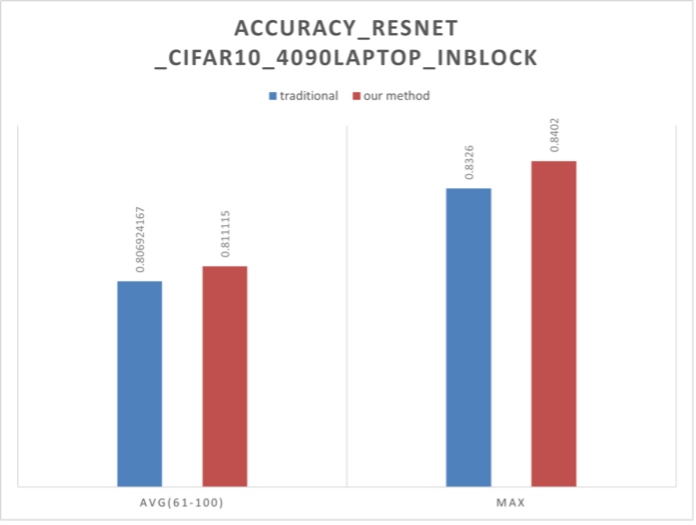 ACCURACY_RESNET
_CIFAR10_4090LAPTOP_INBLOCK
traditional our method
0.806924167
0.811115
0.8326
0.8402
AVG(61-100) MAX